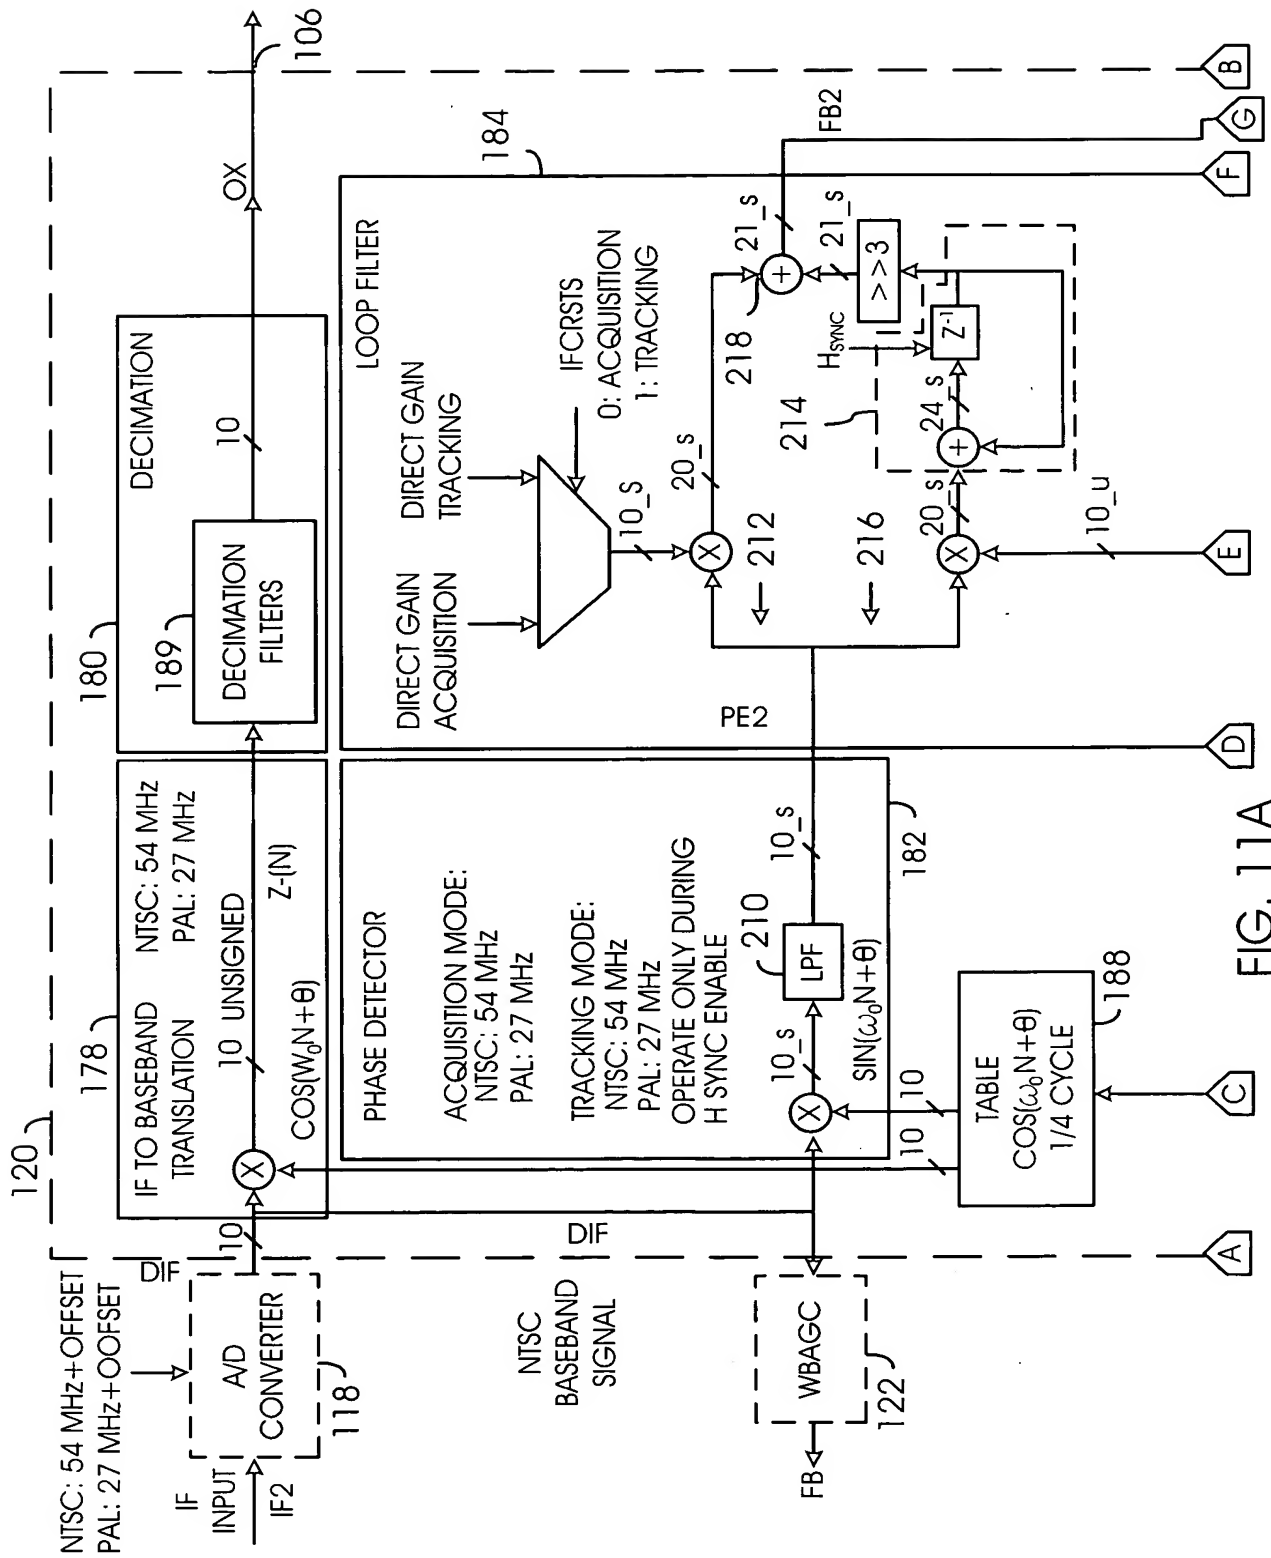 NTSC: 54 MHz+OFFSET
PAL: 27 MHz+OOFSET
IF
INPUT
IF2
A/D
CONVERTER
118
DIF
10
120
178
IF TO BASEBAND
TRANSLATION
NTSC: 54 MHz
PAL: 27 MHz
10 UNSIGNED
X
COS(W₀N+θ)
Z-(N)
180
DECIMATION
189
DECIMATION
FILTERS
10
OX
106
DIF
NTSC
BASEBAND
SIGNAL
WBAGC
122
FB
PHASE DETECTOR
ACQUISITION MODE:
NTSC: 54 MHz
PAL: 27 MHz
TRACKING MODE:
NTSC: 54 MHz
PAL: 27 MHz
OPERATE ONLY DURING
H SYNC ENABLE
X
10_s
LPF
210
10_s
SIN(ω₀N+θ)
182
10
10
TABLE
COS(ω₀N+θ)
1/4 CYCLE
188
LOOP FILTER
184
DIRECT GAIN
ACQUISITION
DIRECT GAIN
TRACKING
IFCRSTS
0: ACQUISITION
1: TRACKING
10_S
PE2
X
20_s
212
216
218
+
21_s
FB2
21_s
>>3
H SYNC
214
Z⁻¹
24_s
+
20_s
X
10_u
A
C
D
E
F
G
B
FIG. 11A